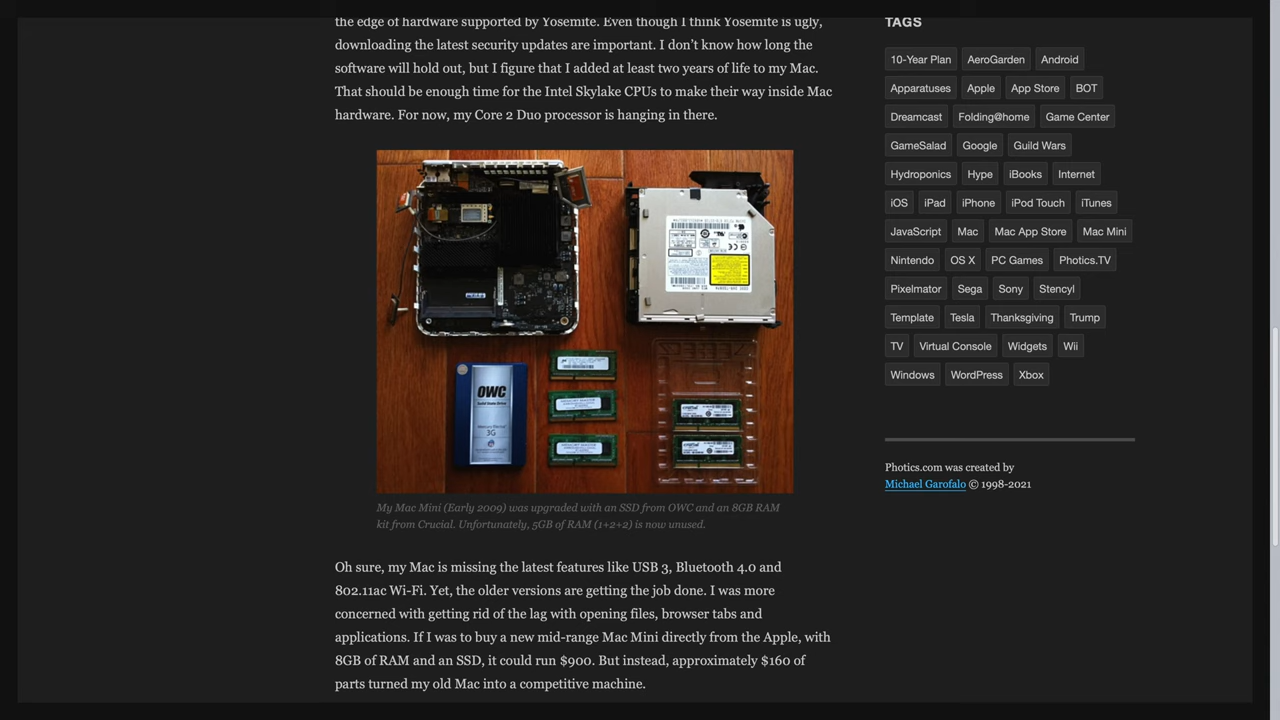 the edge of hardware supported by Yosemite. Even though I think Yosemite is ugly,
downloading the latest security updates are important. I don’t know how long the
software will hold out, but I figure that I added at least two years of life to my Mac.
That should be enough time for the Intel Skylake CPUs to make their way inside Mac
hardware. For now, my Core 2 Duo processor is hanging in there.
OWC
3G
My Mac Mini (Early 2009) was upgraded with an SSD from OWC and an 8GB RAM
kit from Crucial. Unfortunately, 5GB of RAM (1+2+2) is now unused.
Oh sure, my Mac is missing the latest features like USB 3, Bluetooth 4.0 and
802.11ac Wi-Fi. Yet, the older versions are getting the job done. I was more
concerned with getting rid of the lag with opening files, browser tabs and
applications. If I was to buy a new mid-range Mac Mini directly from the Apple, with
8GB of RAM and an SSD, it could run $900. But instead, approximately $160 of
parts turned my old Mac into a competitive machine.
TAGS
10-Year Plan AeroGarden Android
Apparatuses Apple App Store BOT
Dreamcast Folding@home Game Center
GameSalad Google Guild Wars
Hydroponics Hype iBooks Internet
iOS iPad iPhone iPod Touch iTunes
JavaScript Mac Mac App Store Mac Mini
Nintendo OS X PC Games Photics.TV
Pixelmator Sega Sony Stencyl
Template Tesla Thanksgiving Trump
TV Virtual Console Widgets Wii
Windows WordPress Xbox
Photics.com was created by
Michael Garofalo © 1998-2021